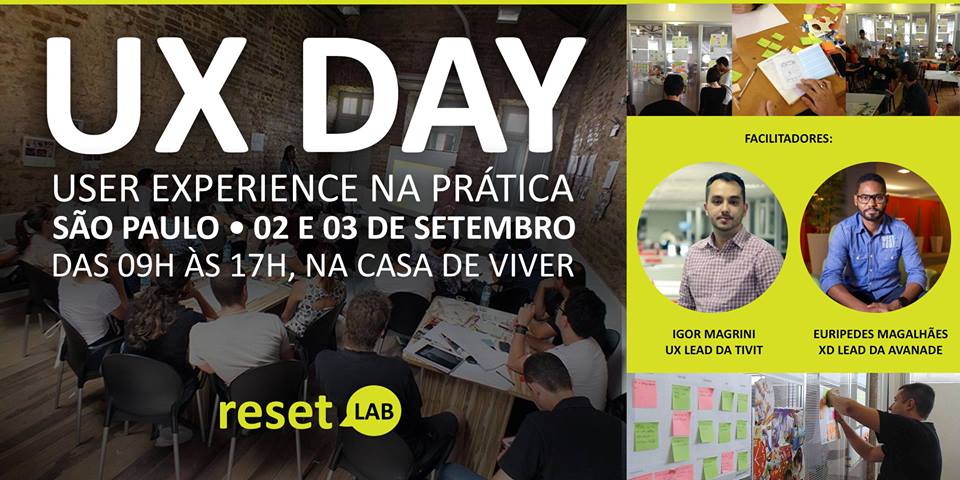 UX DAY
USER EXPERIENCE NA PRÁTICA
SÃO PAULO • 02 E 03 DE SETEMBRO
DAS 09H ÀS 17H, NA CASA DE VIVER
reset LAB
FACILITADORES:
IGOR MAGRINI
UX LEAD DA TIVIT
EURIPEDES MAGALHÃES
XD LEAD DA AVANADE